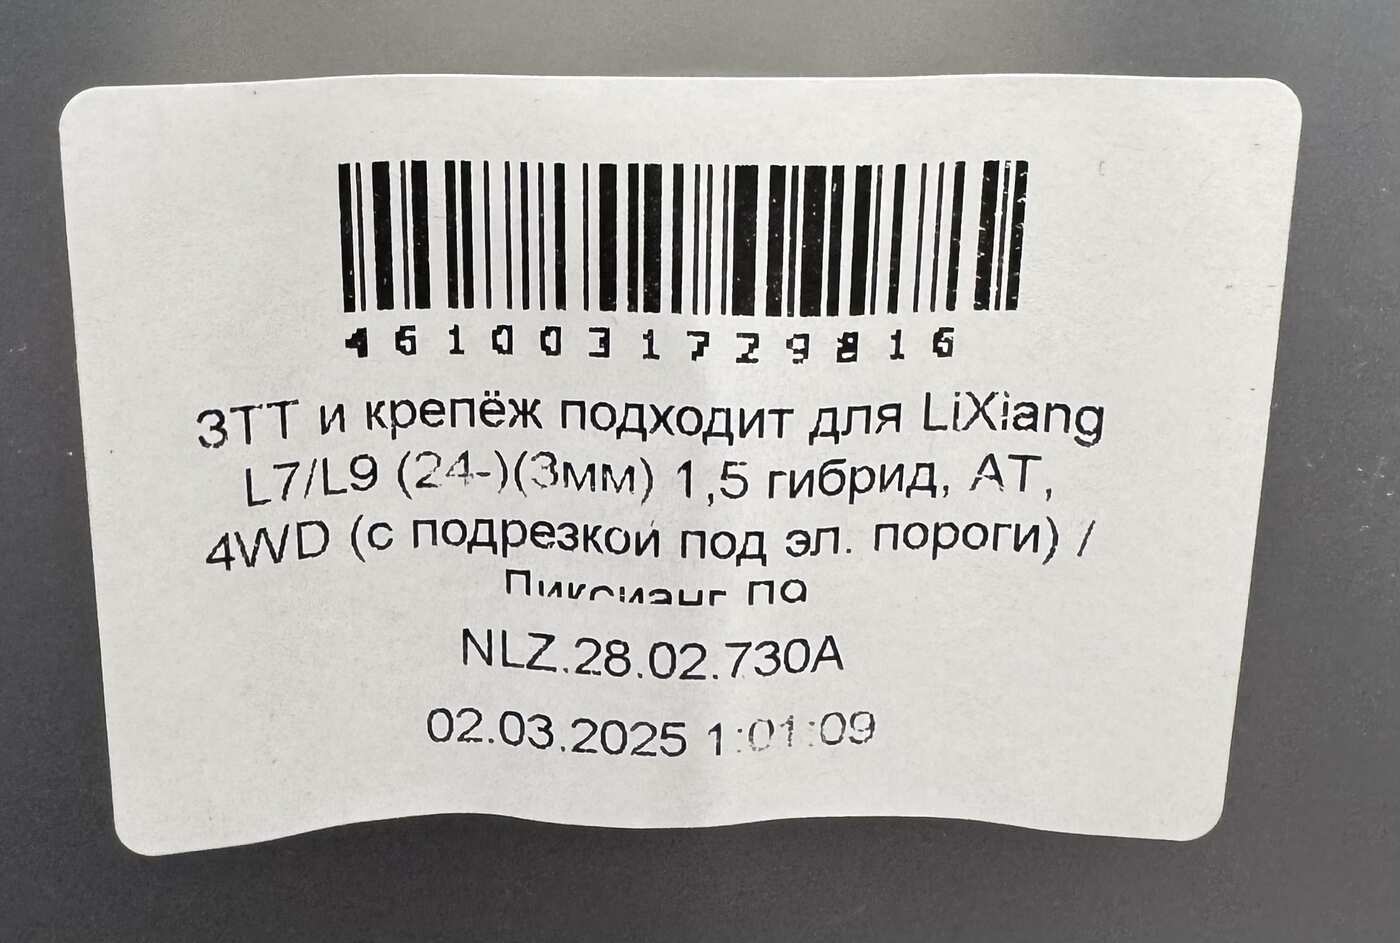 4610031729816
ЗТТ и крепёж подходит для LiXiang
L7/L9 (24-)(3мм) 1,5 гибрид, АТ,
4WD (с подрезкой под эл. пороги) /
NLZ.28.02.730A
02.03.2025 1:01:09